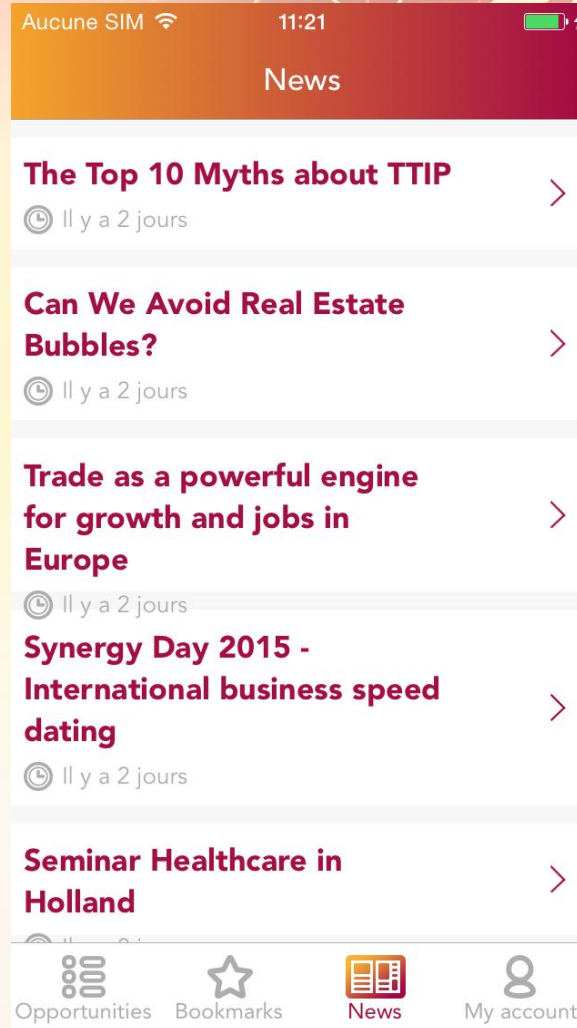 Aucune SIM 11:21
News
The Top 10 Myths about TTIP
Il y a 2 jours
Can We Avoid Real Estate
Bubbles?
Il y a 2 jours
Trade as a powerful engine
for growth and jobs in
Europe
Il y a 2 jours
Synergy Day 2015 -
International business speed
dating
Il y a 2 jours
Seminar Healthcare in
Holland
Opportunities Bookmarks News My account